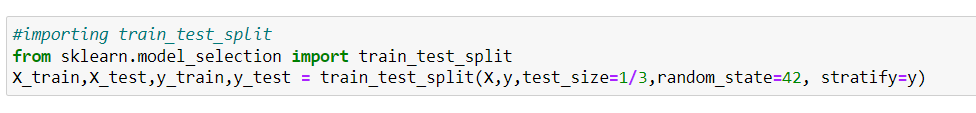 #importing train_test_split
from sklearn.model_selection import train_test_split
X_train,X_test,y_train,y_test = train_test_split(X,y,test_size=1/3,random_state=42, stratify=y)